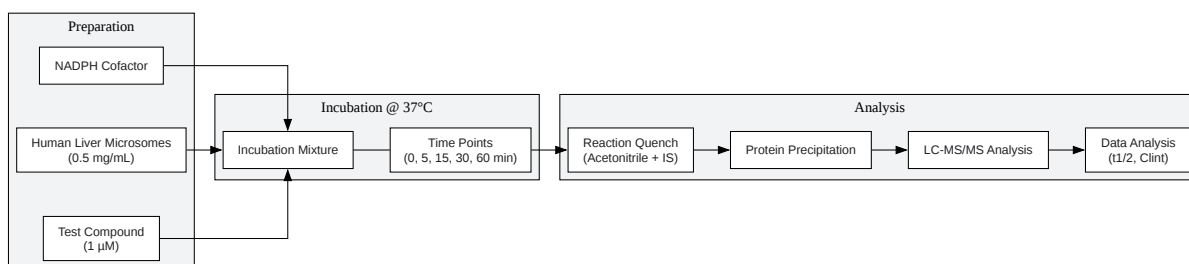 Preparation
NADPH Cofactor
Human Liver Microsomes
(0.5 mg/mL)
Test Compound
(1 µM)
Incubation @ 37°C
Incubation Mixture
Time Points
(0, 5, 15, 30, 60 min)
Analysis
Reaction Quench
(Acetonitrile + IS)
Protein Precipitation
LC-MS/MS Analysis
Data Analysis
(t1/2, Clint)